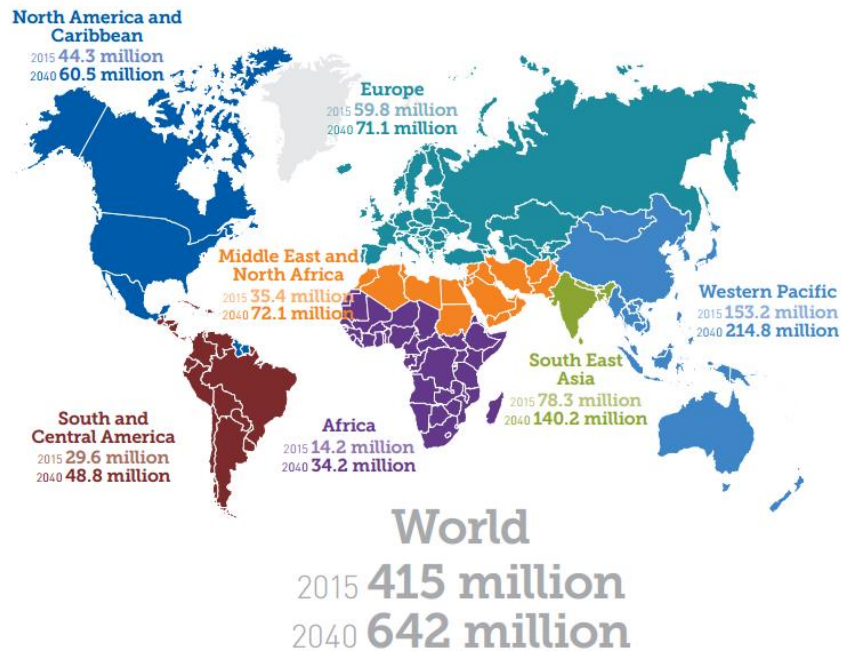 North America and
Caribbean
2015 44.3 million
2040 60.5 million
Europe
2015 59.8 million
2040 71.1 million
Middle East and
North Africa
2015 35.4 million
2040 72.1 million
Western Pacific
2015 153.2 million
2040 214.8 million
South East
Asia
2015 78.3 million
2040 140.2 million
South and
Central America
2015 29.6 million
2040 48.8 million
Africa
2015 14.2 million
2040 34.2 million
World
2015 415 million
2040 642 million